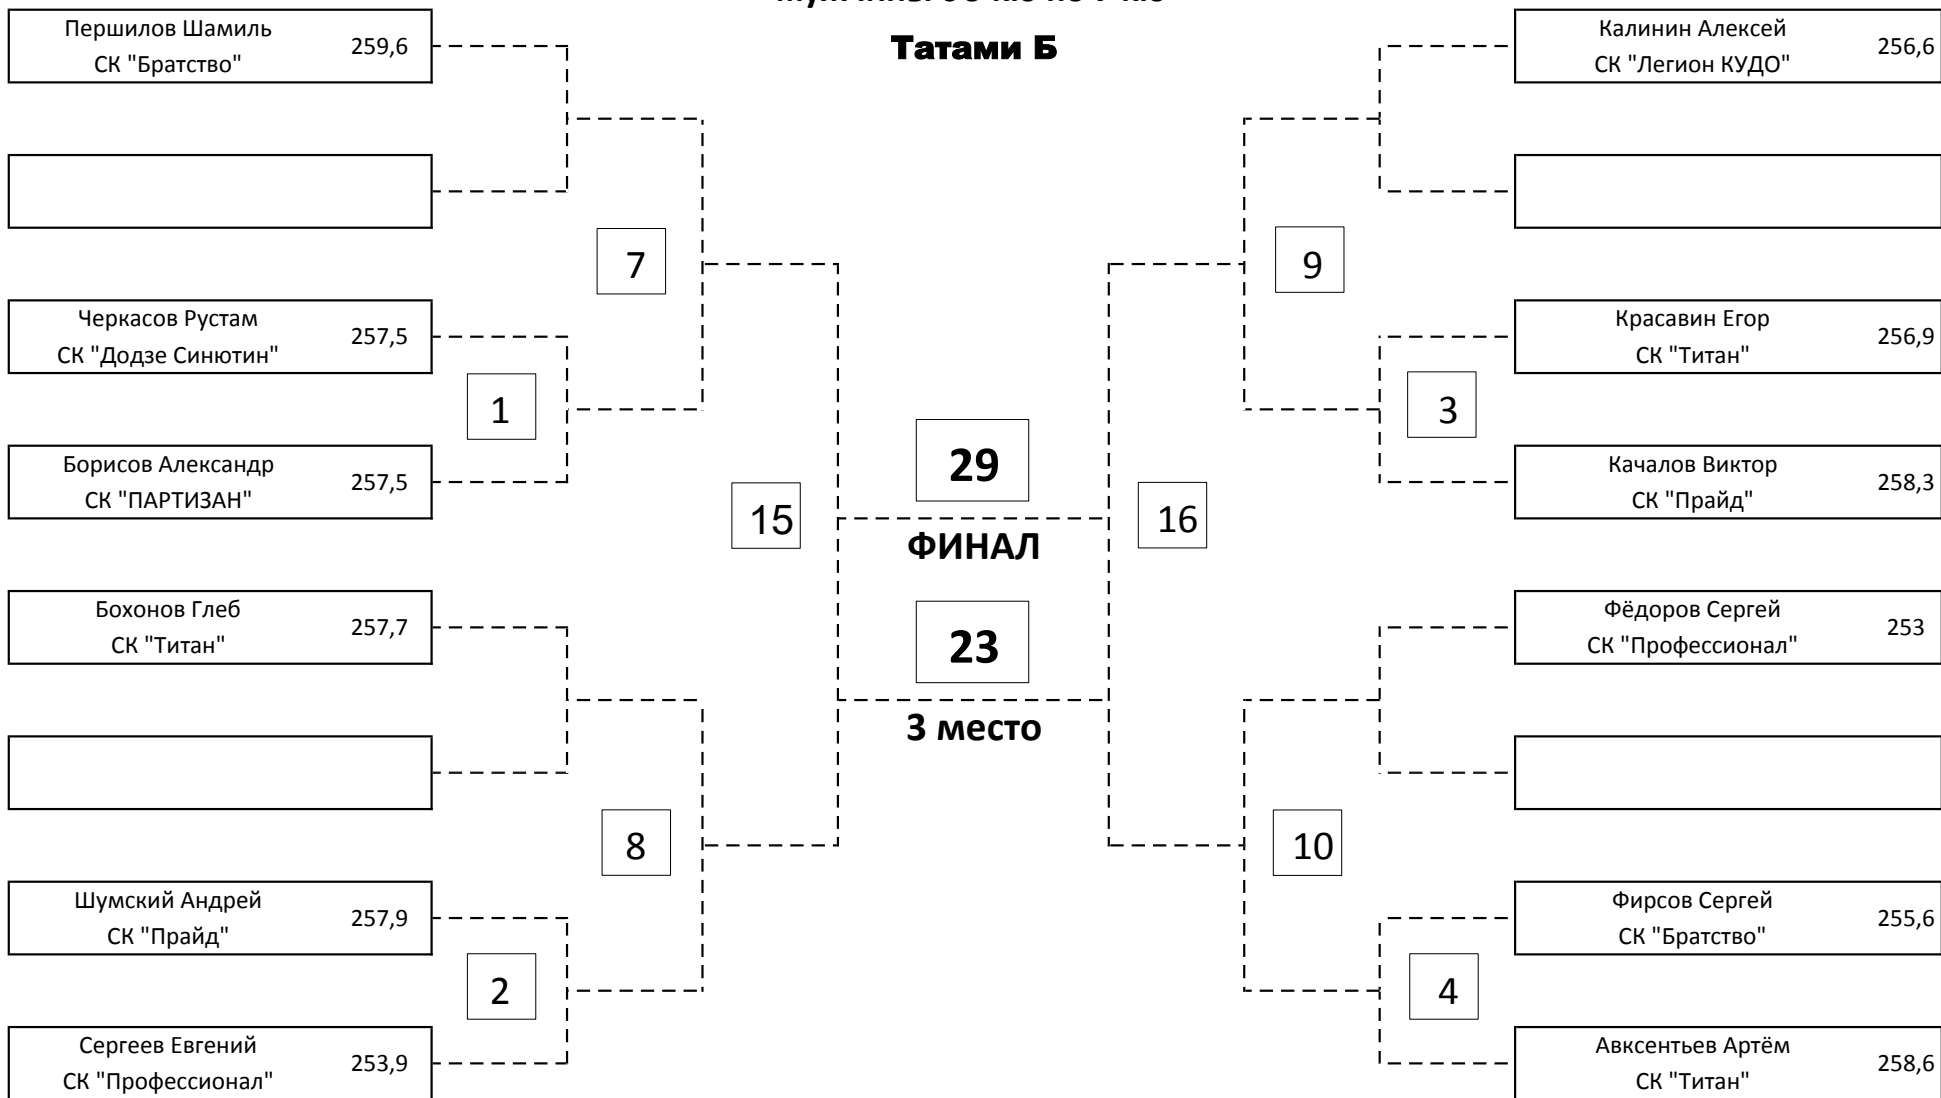 Татами Б
Першилов Шамиль
СК "Братство"
259,6
Черкасов Рустам
СК "Додзе Синютин"
257,5
Борисов Александр
СК "ПАРТИЗАН"
257,5
Бохонов Глеб
СК "Титан"
257,7
Шумский Андрей
СК "Прайд"
257,9
Сергеев Евгений
СК "Профессионал"
253,9
1
2
7
8
15
29
ФИНАЛ
23
3 место
16
9
10
3
4
Калинин Алексей
СК "Легион КУДО"
256,6
Красавин Егор
СК "Титан"
256,9
Качалов Виктор
СК "Прайд"
258,3
Фёдоров Сергей
СК "Профессионал"
253
Фирсов Сергей
СК "Братство"
255,6
Авксентьев Артём
СК "Титан"
258,6